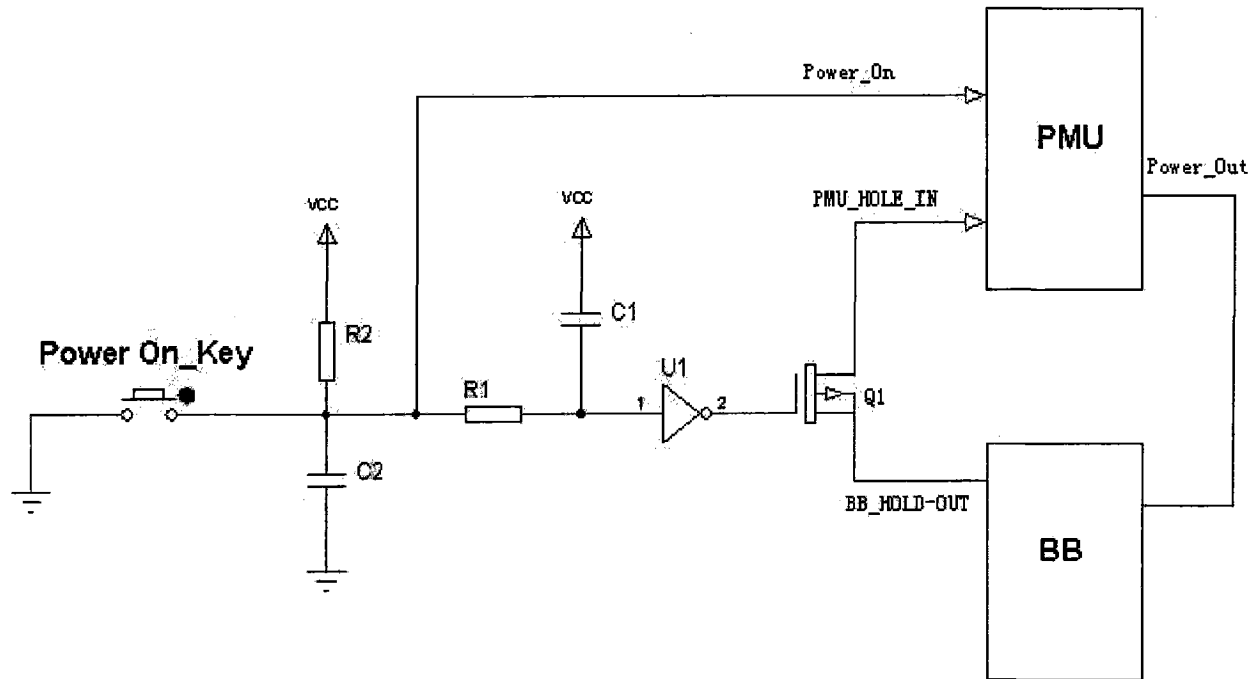 Power_On
PMU
Power_Out
PMU_HOLE_IN
VCC
VCC
C1
R2
Power On_Key
U1
R1
1
2
Q1
C2
BB_HOLD-OUT
BB